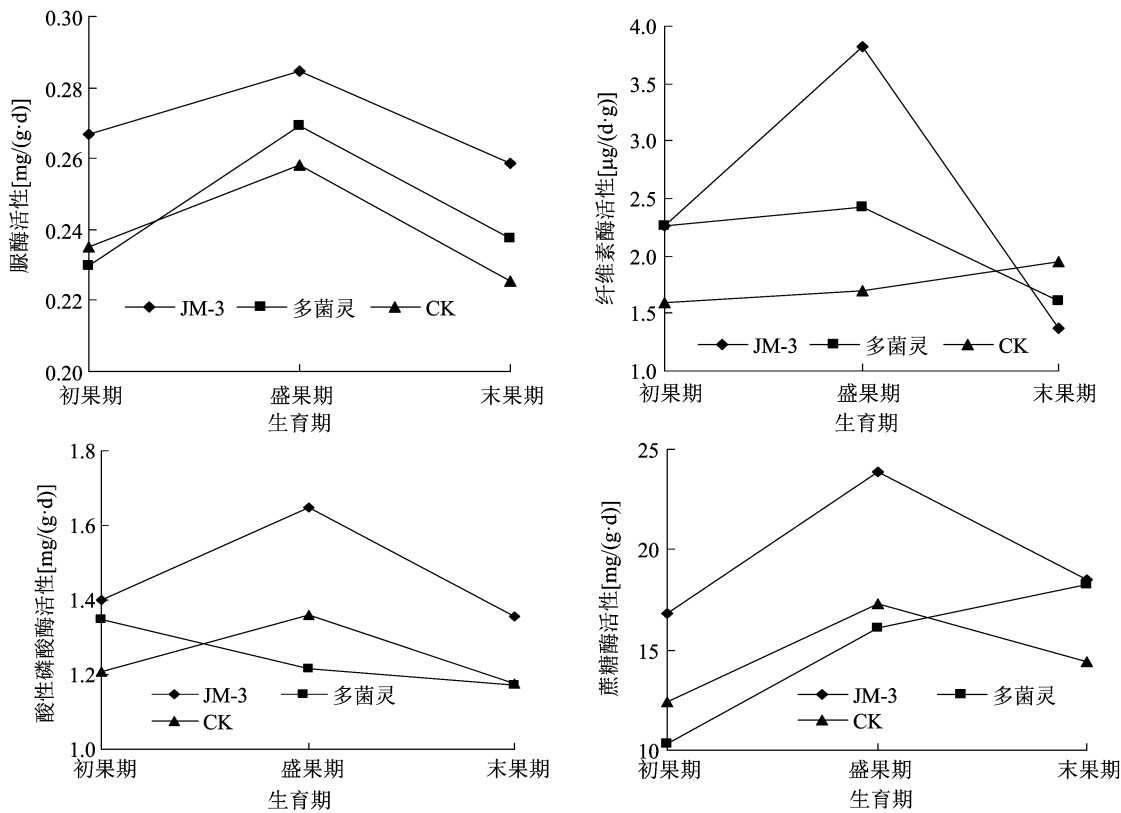 脲酶活性[mg/(g·d)]
0.30
0.28
0.26
0.24
0.22
0.20
JM-3 多菌灵 CK
初果期 盛果期 末果期
生育期
纤维素酶活性[μg/(d·g)]
4.0
3.5
3.0
2.5
2.0
1.5
1.0
JM-3 多菌灵 CK
初果期 盛果期 末果期
生育期
酸性磷酸酶活性[mg/(g·d)]
1.8
1.6
1.4
1.2
1.0
JM-3 多菌灵
CK
初果期 盛果期 末果期
生育期
蔗糖酶活性[mg/(g·d)]
25
20
15
10
JM-3 多菌灵
CK
初果期 盛果期 末果期
生育期